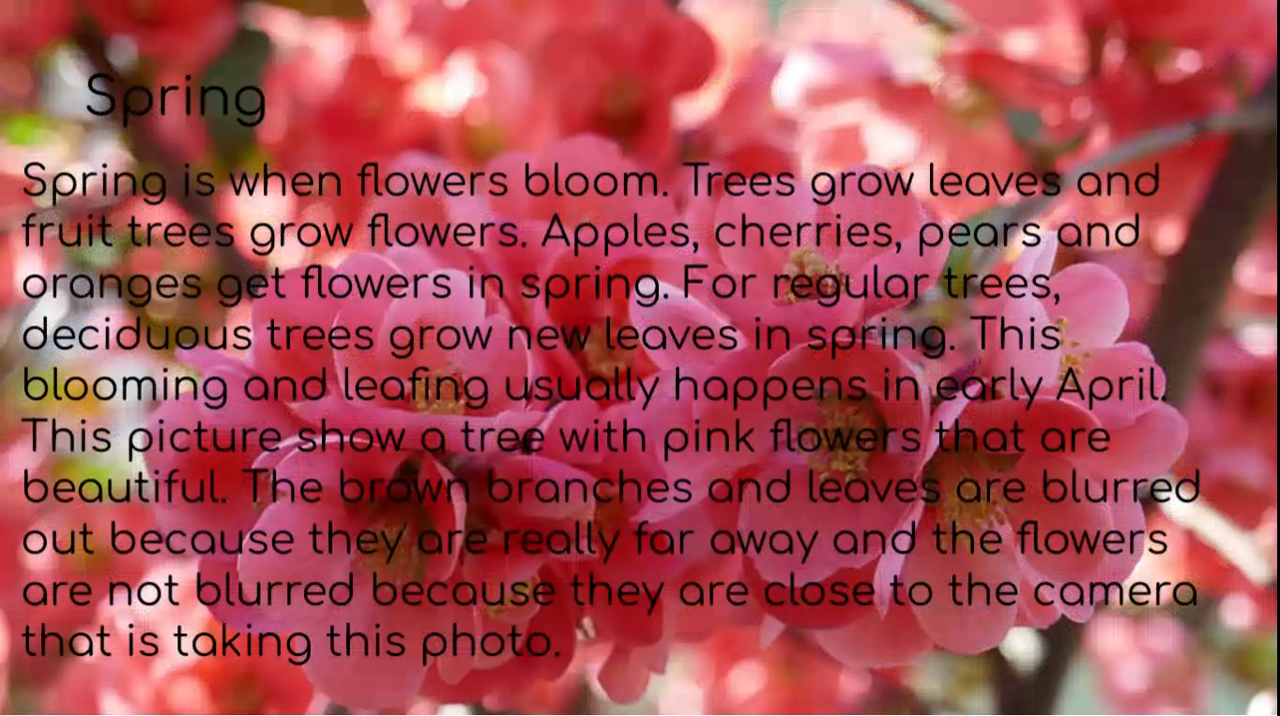 Spring
Spring is when flowers bloom. Trees grow leaves and
fruit trees grow flowers. Apples, cherries, pears and
oranges get flowers in spring. For regular trees,
deciduous trees grow new leaves in spring. This
blooming and leafing usually happens in early April.
This picture show a tree with pink flowers that are
beautiful. The brown branches and leaves are blurred
out because they are really far away and the flowers
are not blurred because they are close to the camera
that is taking this photo.